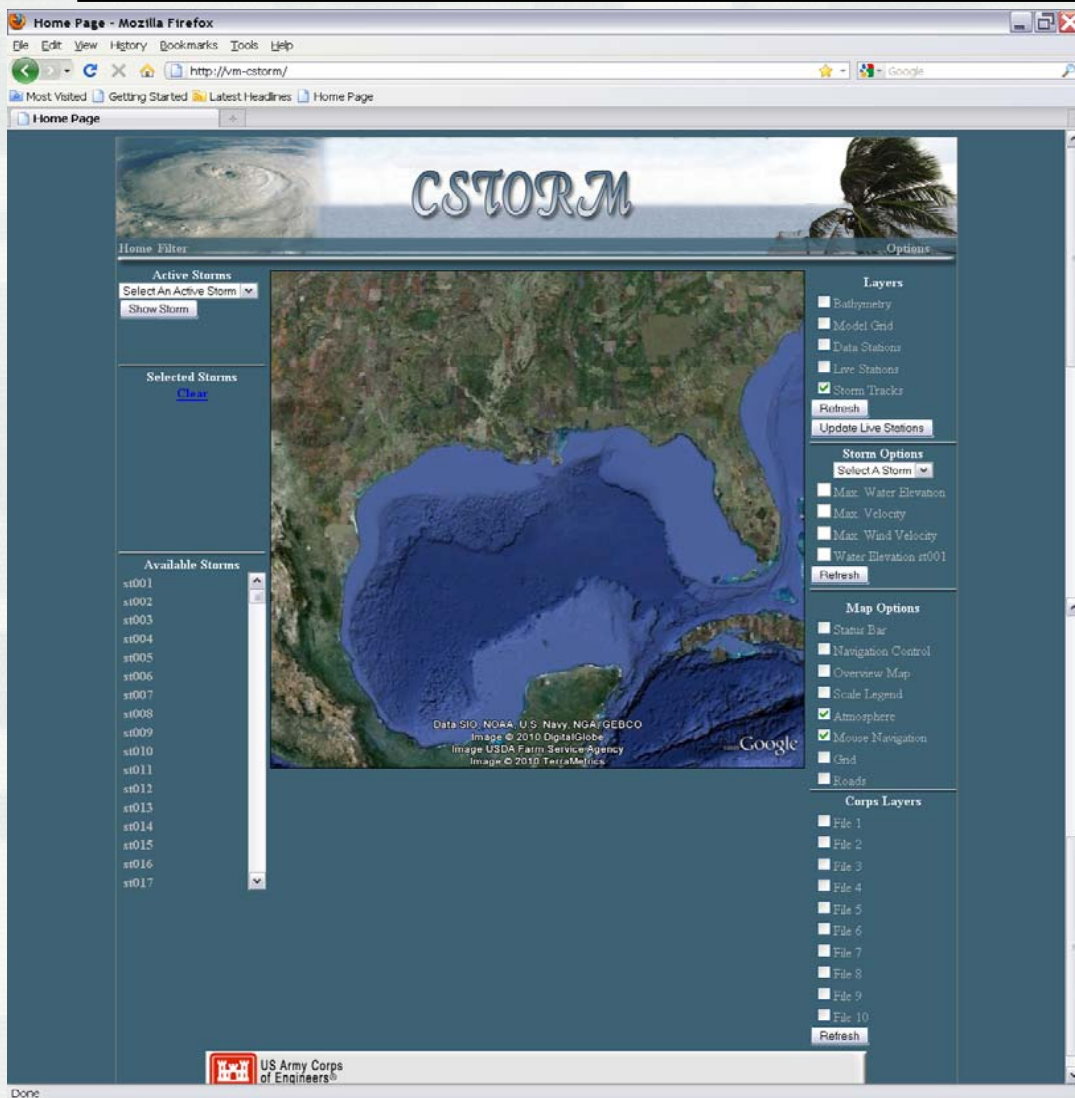 Home Page - Mozilla Firefox
File Edit View History Bookmarks Tools Help
http://vm-cstorm/
Google
Most Visited Getting Started Latest Headlines Home Page
Home Page
CSTORM
Home Filter
Options
Active Storms
Select An Active Storm
Show Storm
Selected Storms
Clear
Available Storms
st001
st002
st003
st004
st005
st006
st007
st008
st009
st010
st011
st012
st013
st014
st015
st016
st017
Data SIO, NOAA, U.S. Navy, NGA, GEBCO
Image © 2010 DigitalGlobe
Image USDA Farm Service Agency
Image © 2010 TerraMetrics
Google
Layers
Bathymetry
Model Grid
Data Stations
Live Stations
Storm Tracks
Refresh
Update Live Stations
Storm Options
Select A Storm
Max. Water Elevation
Max. Velocity
Max. Wind Velocity
Water Elevation st001
Refresh
Map Options
Status Bar
Navigation Control
Overview Map
Scale Legend
Atmosphere
Mouse Navigation
Grid
Roads
Corps Layers
File 1
File 2
File 3
File 4
File 5
File 6
File 7
File 8
File 9
File 10
Refresh
US Army Corps
of Engineers®
Done